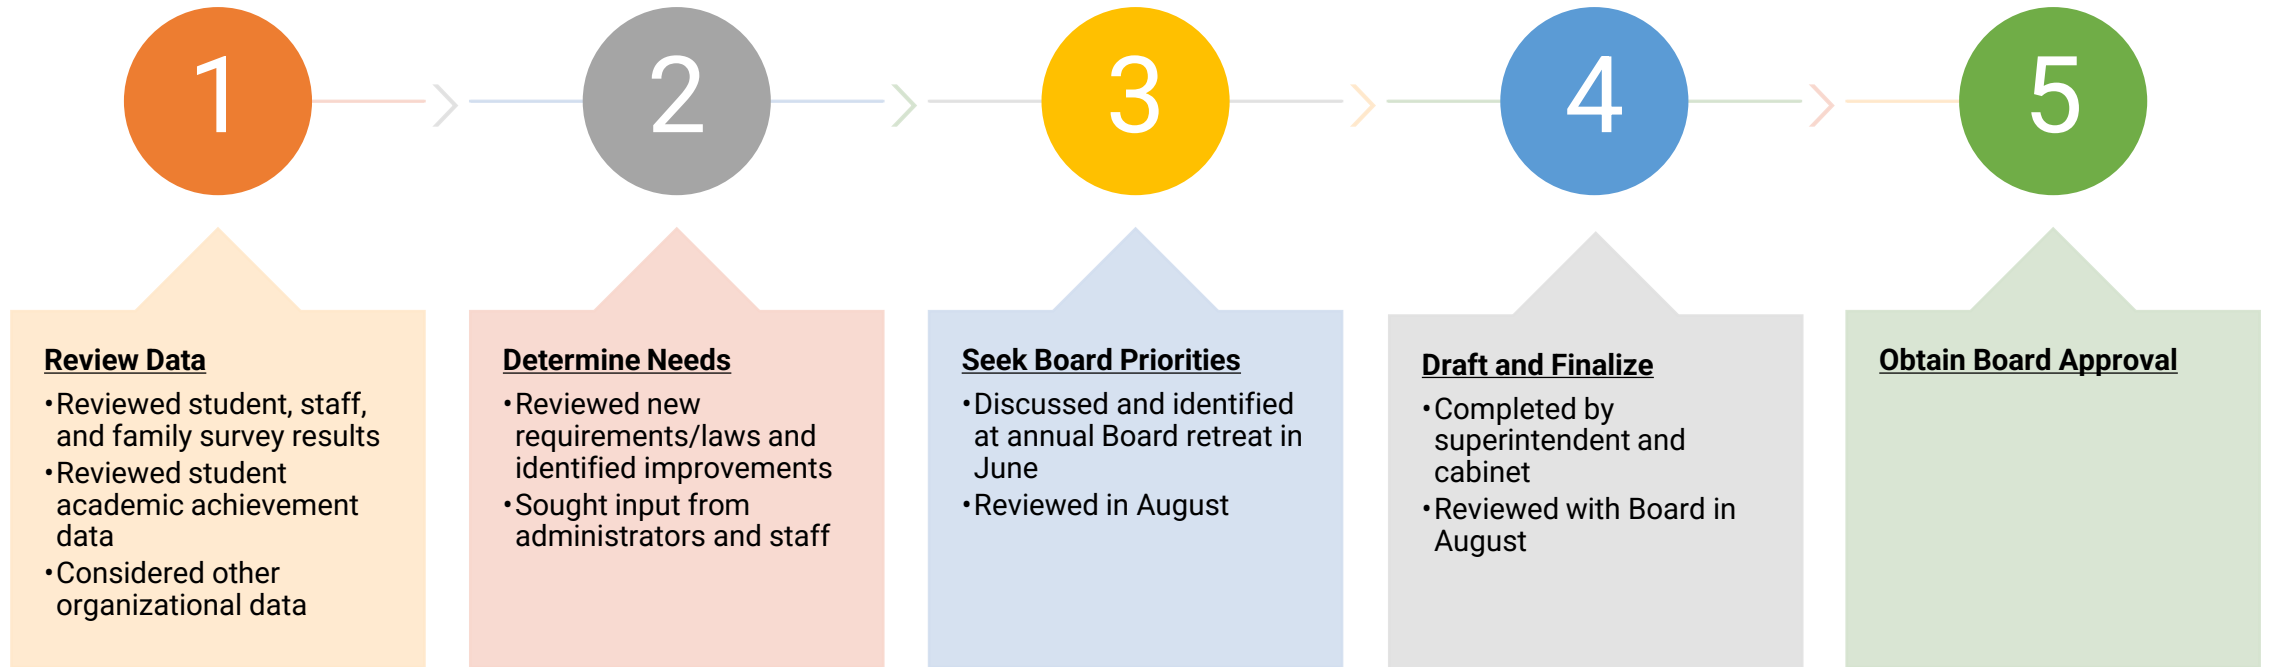 1
2
3
4
5
Review Data
•Reviewed student, staff,
and family survey results
•Reviewed student
academic achievement
data
•Considered other
organizational data
Determine Needs
•Reviewed new
requirements/laws and
identified improvements
•Sought input from
administrators and staff
Seek Board Priorities
•Discussed and identified
at annual Board retreat in
June
•Reviewed in August
Draft and Finalize
•Completed by
superintendent and
cabinet
•Reviewed with Board in
August
Obtain Board Approval